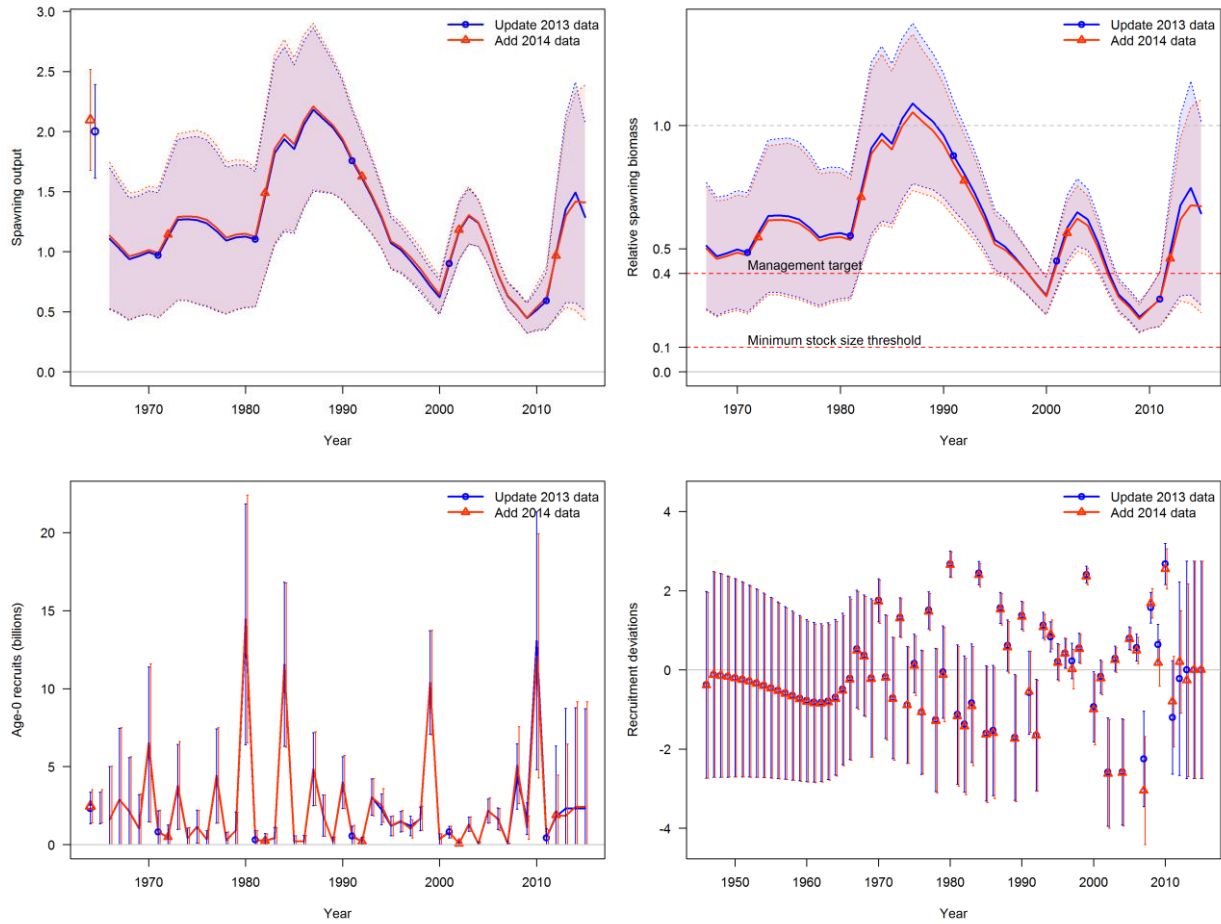 Update 2013 data
Add 2014 data
Spawning output
3.0
2.5
2.0
1.5
1.0
0.5
0.0
1970 1980 1990 2000 2010
Year
Update 2013 data
Add 2014 data
Relative spawning biomass
1.0
0.5
0.4
0.1
0.0
Management target
Minimum stock size threshold
1970 1980 1990 2000 2010
Year
Update 2013 data
Add 2014 data
Age-0 recruits (billions)
20
15
10
5
0
1970 1980 1990 2000 2010
Year
Update 2013 data
Add 2014 data
Recruitment deviations
4
2
0
-2
-4
1950 1960 1970 1980 1990 2000 2010
Year